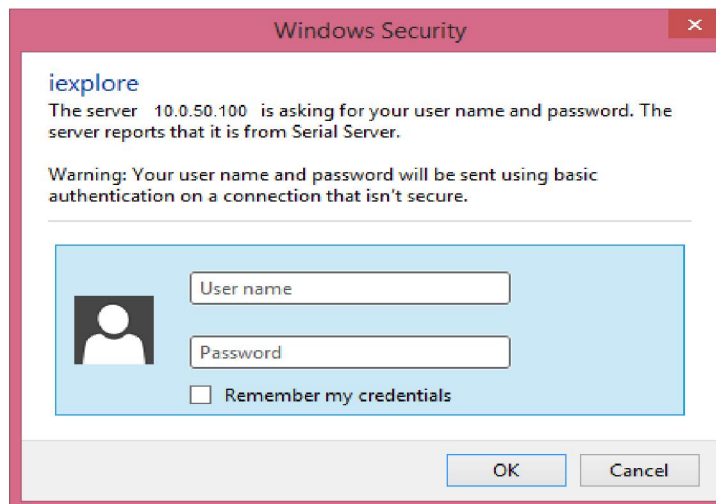 Windows Security
iexplore
The server 10.0.50.100 is asking for your user name and password. The
server reports that it is from Serial Server.
Warning: Your user name and password will be sent using basic
authentication on a connection that isn't secure.
User name
Password
Remember my credentials
OK
Cancel